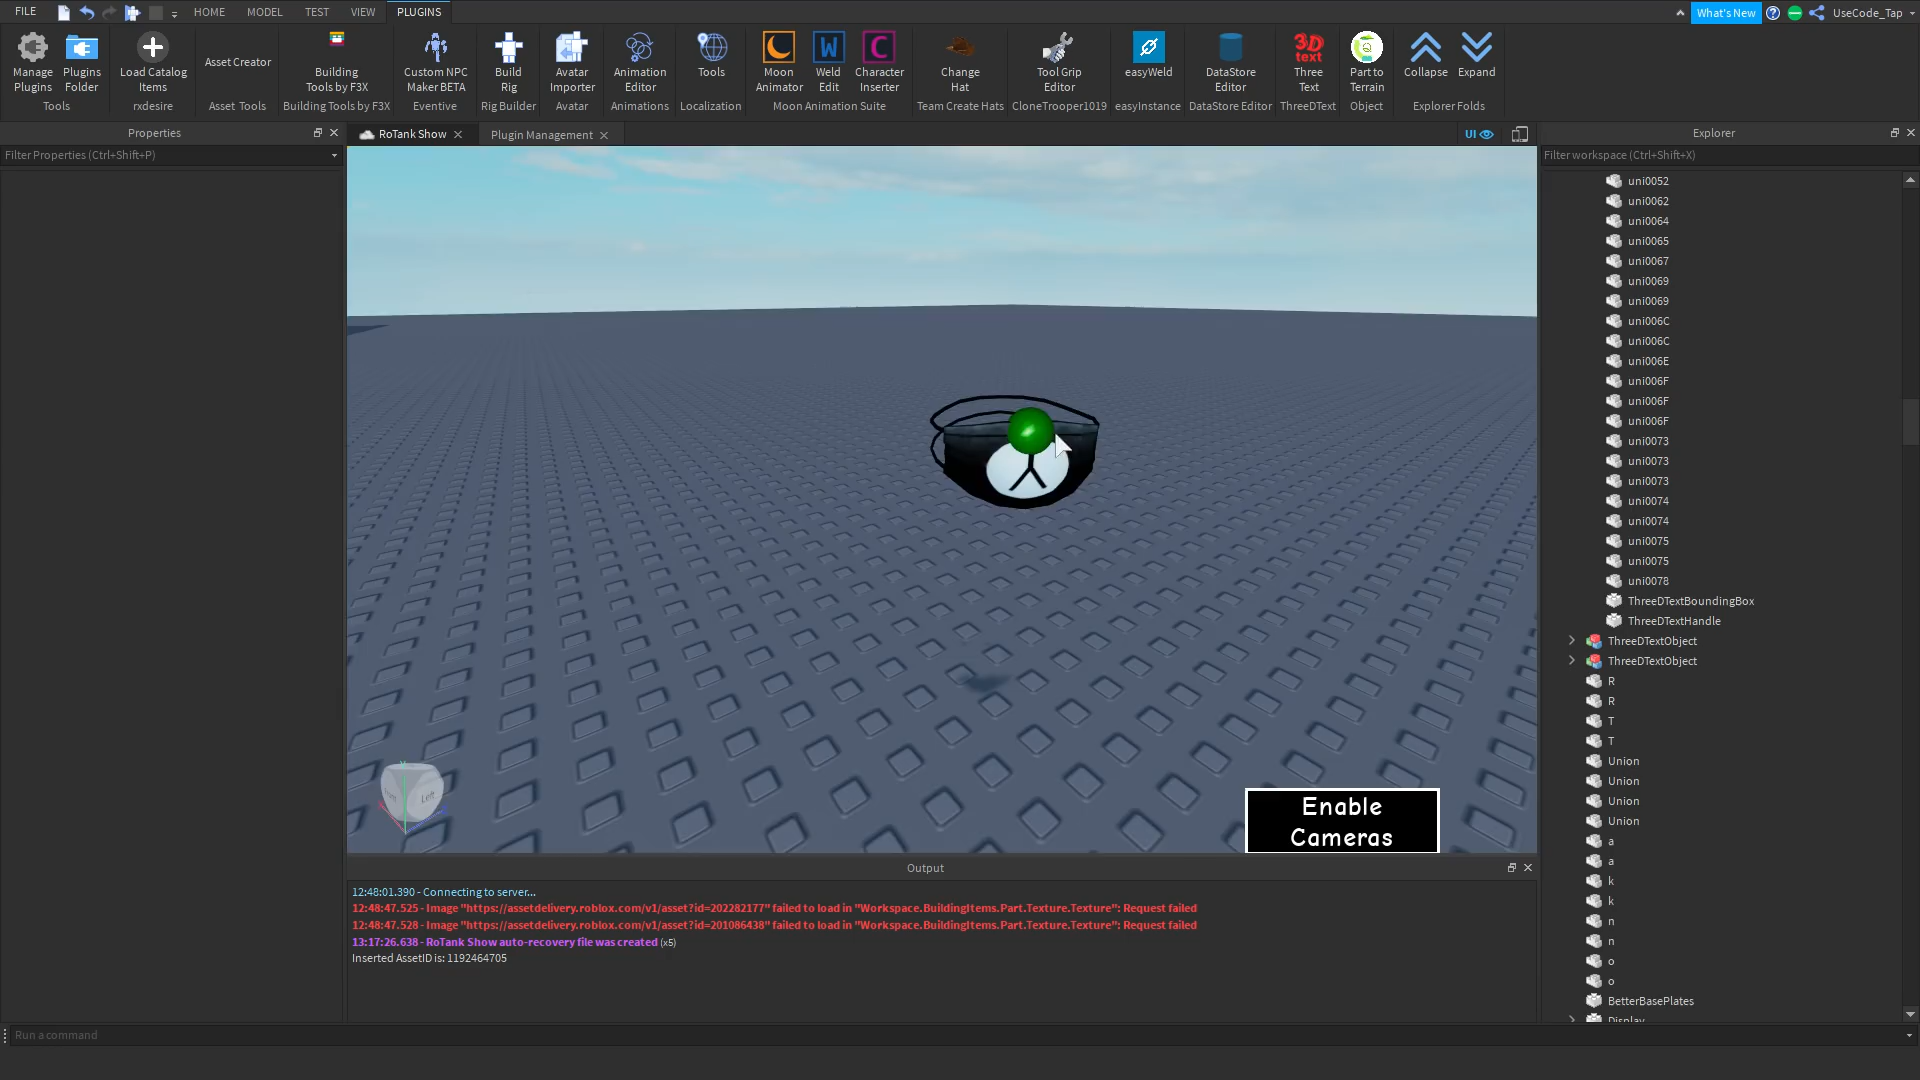 FILE
HOME
MODEL
TEST
VIEW
PLUGINS
What's New
UseCode_Tap
Manage Plugins
Plugins Folder
Tools
Load Catalog Items
rxdesire
Asset Creator
Asset Tools
Building Tools by F3X
Building Tools by F3X
Custom NPC Maker BETA
Eventive
Build Rig
Rig Builder
Avatar Importer
Avatar
Animation Editor
Animations
Tools
Localization
Moon Animator
Weld Edit
Character Inserter
Moon Animation Suite
Change Hat
Team Create Hats
Tool Grip Editor
CloneTrooper1019
easyWeld
easyInstance
DataStore Editor
DataStore Editor
3D text
Three Text
ThreeDText
Part to Terrain
Object
Collapse
Expand
Explorer Folds
Properties
Filter Properties (Ctrl+Shift+P)
RoTank Show
Plugin Management
UI
Left
Enable
Cameras
Output
12:48:01.390 - Connecting to server...
12:48:47.525 - Image "https://assetdelivery.roblox.com/v1/asset?id=202282177" failed to load in "Workspace.BuildingItems.Part.Texture.Texture": Request failed
12:48:47.528 - Image "https://assetdelivery.roblox.com/v1/asset?id=201086438" failed to load in "Workspace.BuildingItems.Part.Texture.Texture": Request failed
13:17:26.638 - RoTank Show auto-recovery file was created (x5)
Inserted AssetID is: 1192464705
Run a command
Explorer
Filter workspace (Ctrl+Shift+X)
uni0052
uni0062
uni0064
uni0065
uni0067
uni0069
uni0069
uni006C
uni006C
uni006E
uni006F
uni006F
uni006F
uni0073
uni0073
uni0073
uni0074
uni0074
uni0075
uni0075
uni0078
ThreeDTextBoundingBox
ThreeDTextHandle
ThreeDTextObject
ThreeDTextObject
R
R
T
T
Union
Union
Union
Union
a
a
k
k
n
n
o
o
BetterBasePlates
Display